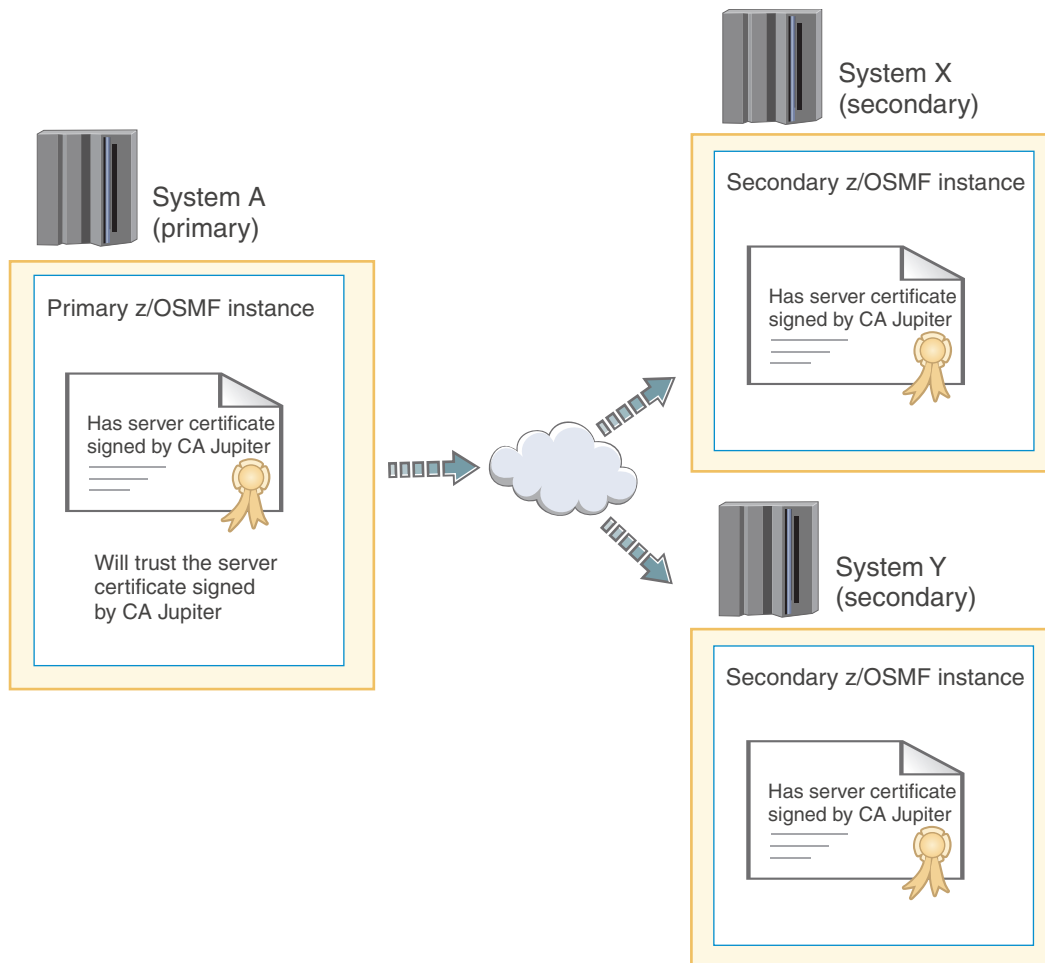 System A
(primary)
Primary z/OSMF instance
Has server certificate
signed by CA Jupiter
Will trust the server
certificate signed
by CA Jupiter
System X
(secondary)
Secondary z/OSMF instance
Has server certificate
signed by CA Jupiter
System Y
(secondary)
Secondary z/OSMF instance
Has server certificate
signed by CA Jupiter